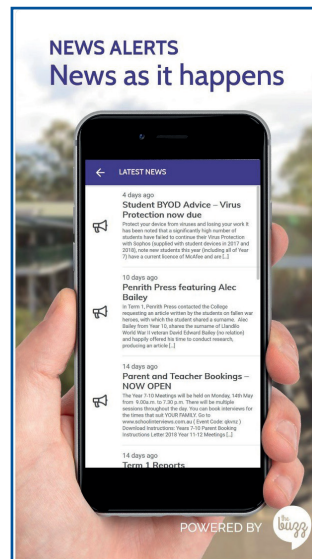 NEWS ALERTS
News as it happens
LATEST NEWS
4 days ago
Student BYOD Advice – Virus
Protection now due
Protect your device from viruses and losing your work It
has been noted that a significantly high number of
students have failed to continue their Virus Protection
with Sophos (supplied with student devices in 2017 and
2018), note new students this year (including all of Year
7) have a current licence of McAfee and are [...]
10 days ago
Penrith Press featuring Alec
Bailey
In Term 1, Penrith Press contacted the College
requesting an article written by the students on fallen war
heroes, with which the student shared a surname. Alec
Bailey from Year 10, shares the surname of Llandilo
World War II veteran David Edward Bailey (no relation)
and happily offered his time to conduct research,
producing an article [...]
14 days ago
Parent and Teacher Bookings –
NOW OPEN
The Year 7-10 Meetings will be held on Monday, 14th May
from 9.00a.m. to 7.30 p.m. There will be multiple
sessions throughout the day. You can book interviews for
the times that suit YOUR FAMILY. Go to
www.schoolinterviews.com.au ( Event Code: qkvnz )
Download Instructions: Years 7-10 Parent Booking
Instructions Letter 2018 Year 11-12 Meetings [...]
14 days ago
Term 1 Reports
POWERED BY the buzz